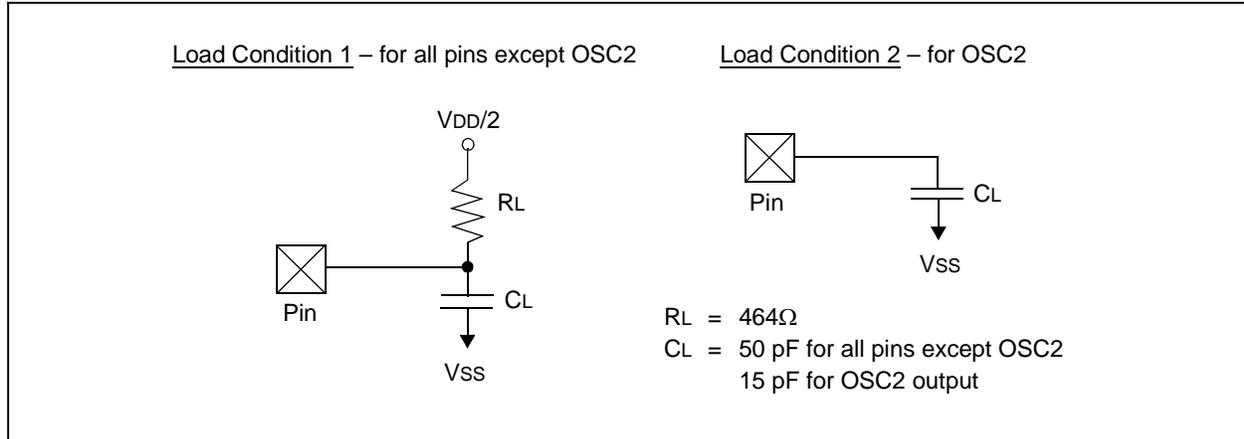 Load Condition 1 – for all pins except OSC2
VDD/2
RL
Pin
CL
VSS
Load Condition 2 – for OSC2
Pin
CL
VSS
RL = 464Ω
CL = 50 pF for all pins except OSC2
15 pF for OSC2 output